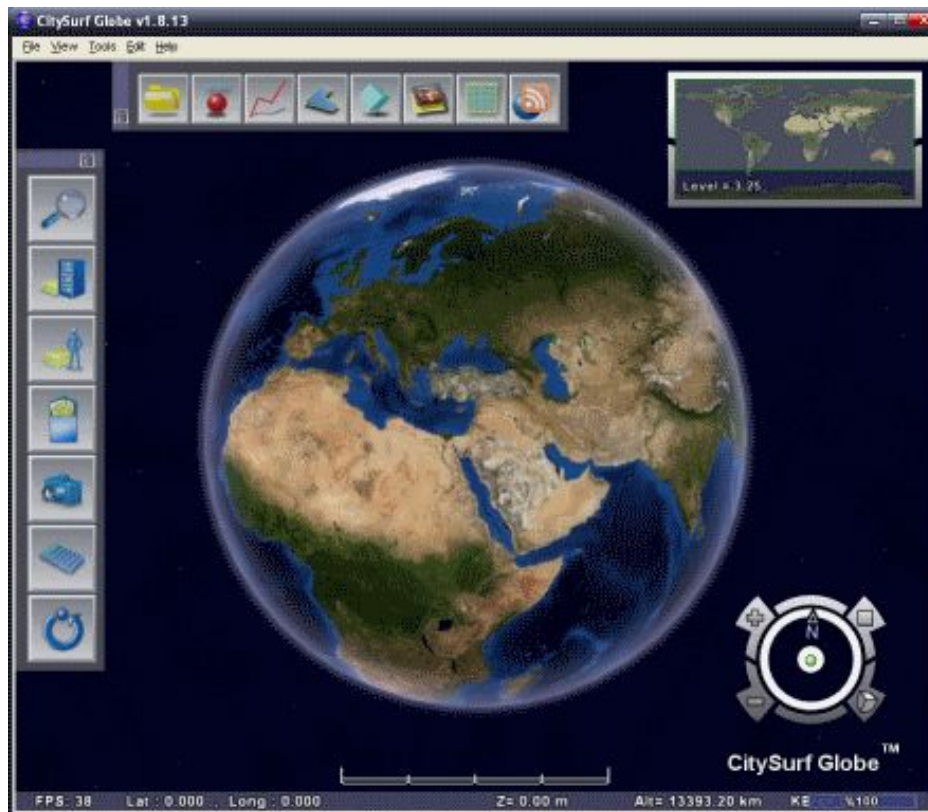 CitySurf Globe v1.8.13
File View Tools Edit Help
Level = 3.25
N
CitySurf Globe™
FPS: 38 Lat : 0.000 , Long : 0.000 Z= 0.00 m Alt= 13393.20 km %100